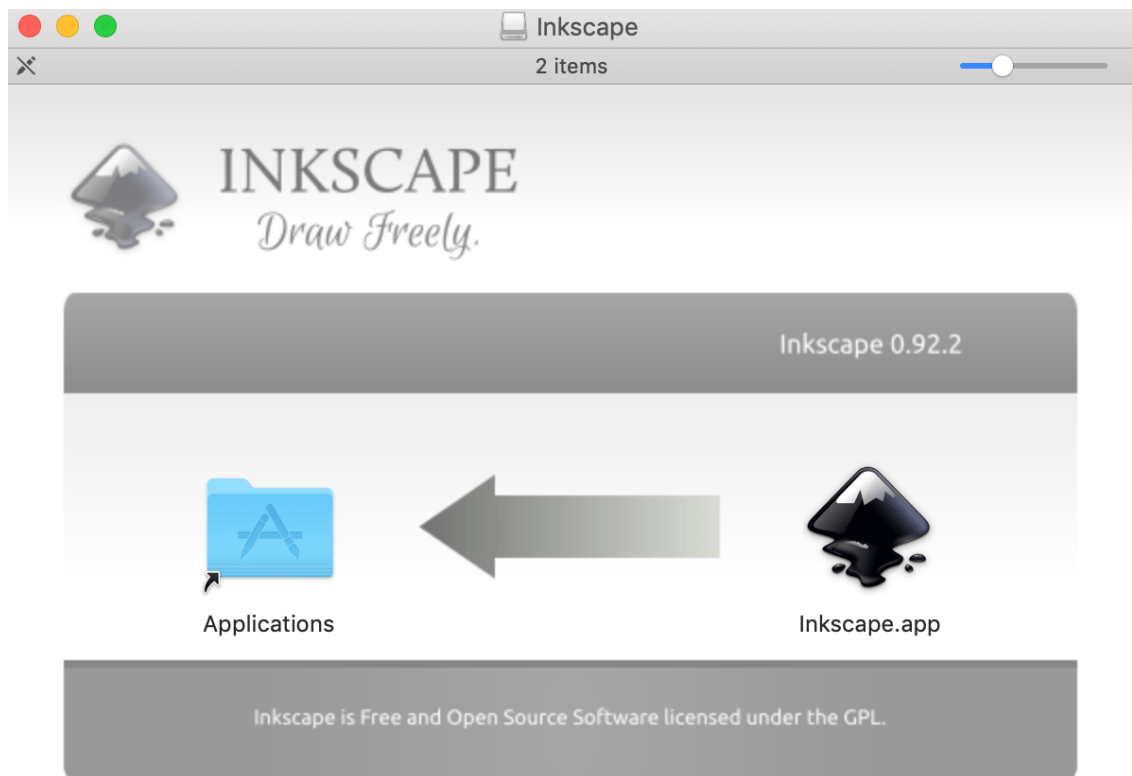 Inkscape
2 items
INKSCAPE
Draw Freely.
Inkscape 0.92.2
Applications
Inkscape.app
Inkscape is Free and Open Source Software licensed under the GPL.